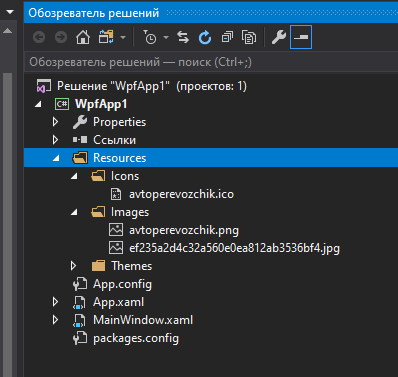 Обозреватель решений
Обозреватель решений — поиск (Ctrl+;)
Решение "WpfApp1" (проектов: 1)
C# WpfApp1
Properties
Ссылки
Resources
Icons
avtoperevozchik.ico
Images
avtoperevozchik.png
ef235a2d4c32a560e0ea812ab3536bf4.jpg
Themes
App.config
App.xaml
MainWindow.xaml
packages.config